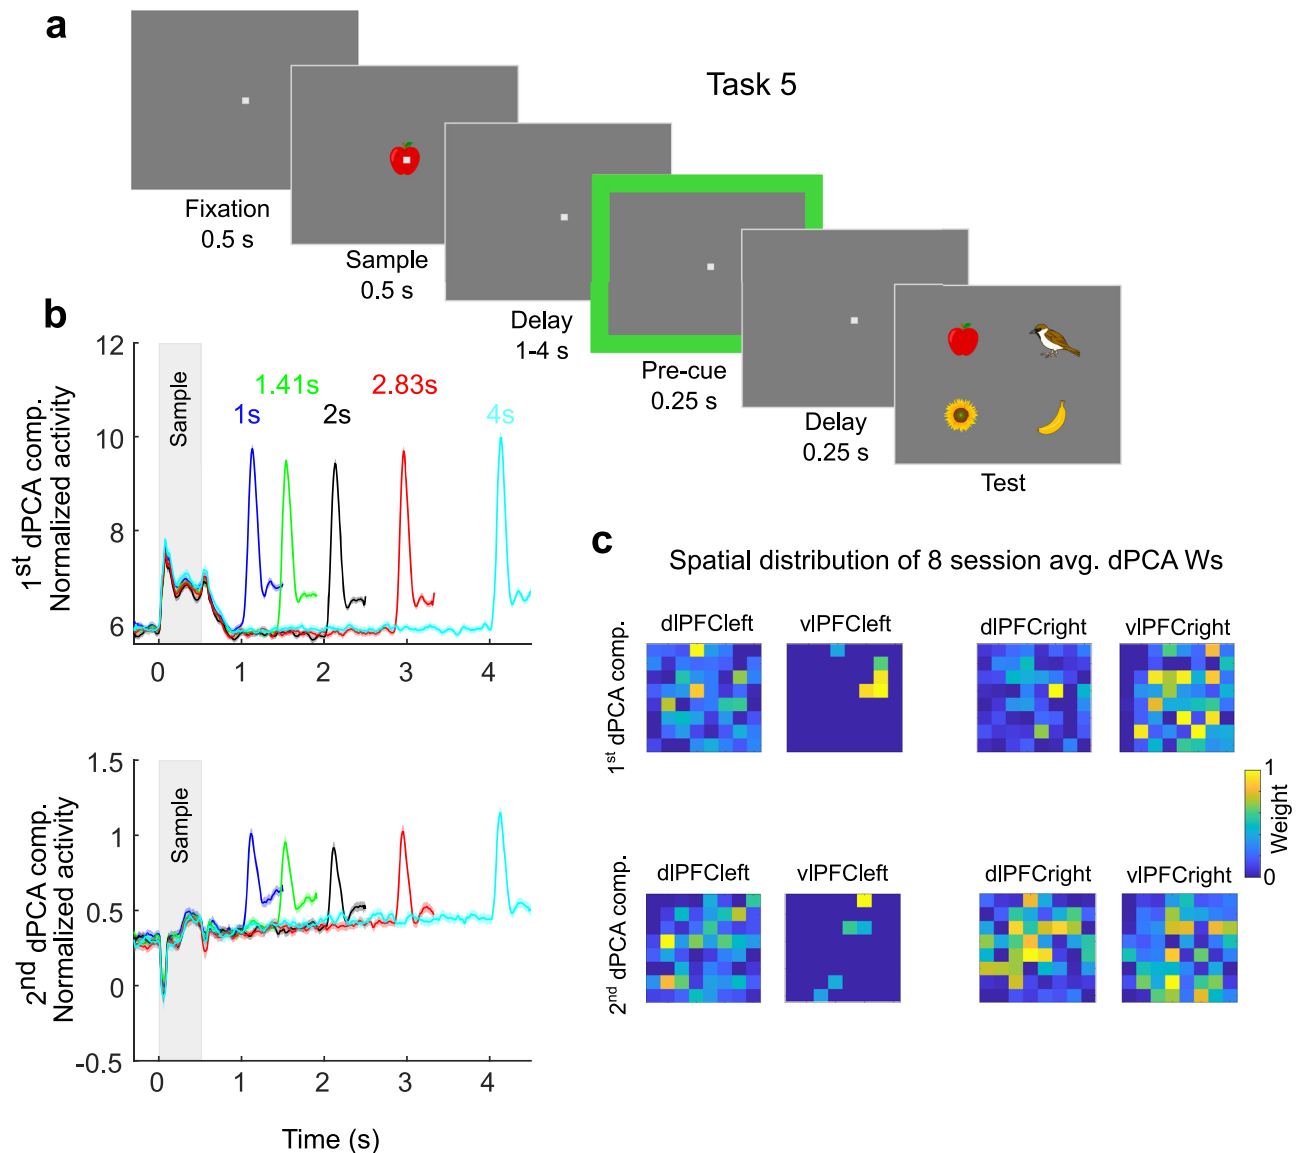 a
Task 5
Fixation
0.5 s
Sample
0.5 s
Delay
1-4 s
Pre-cue
0.25 s
Delay
0.25 s
Test
b
1st dPCA comp.
Normalized activity
12
10
8
6
Sample
1s
1.41s
2s
2.83s
4s
0
1
2
3
4
2nd dPCA comp.
Normalized activity
1.5
1
0.5
0
-0.5
Sample
0
1
2
3
4
Time (s)
c
Spatial distribution of 8 session avg. dPCA Ws
1st dPCA comp.
dlPFCleft
vlPFCleft
dlPFCright
vlPFCright
1
Weight
0
2nd dPCA comp.
dlPFCleft
vlPFCleft
dlPFCright
vlPFCright